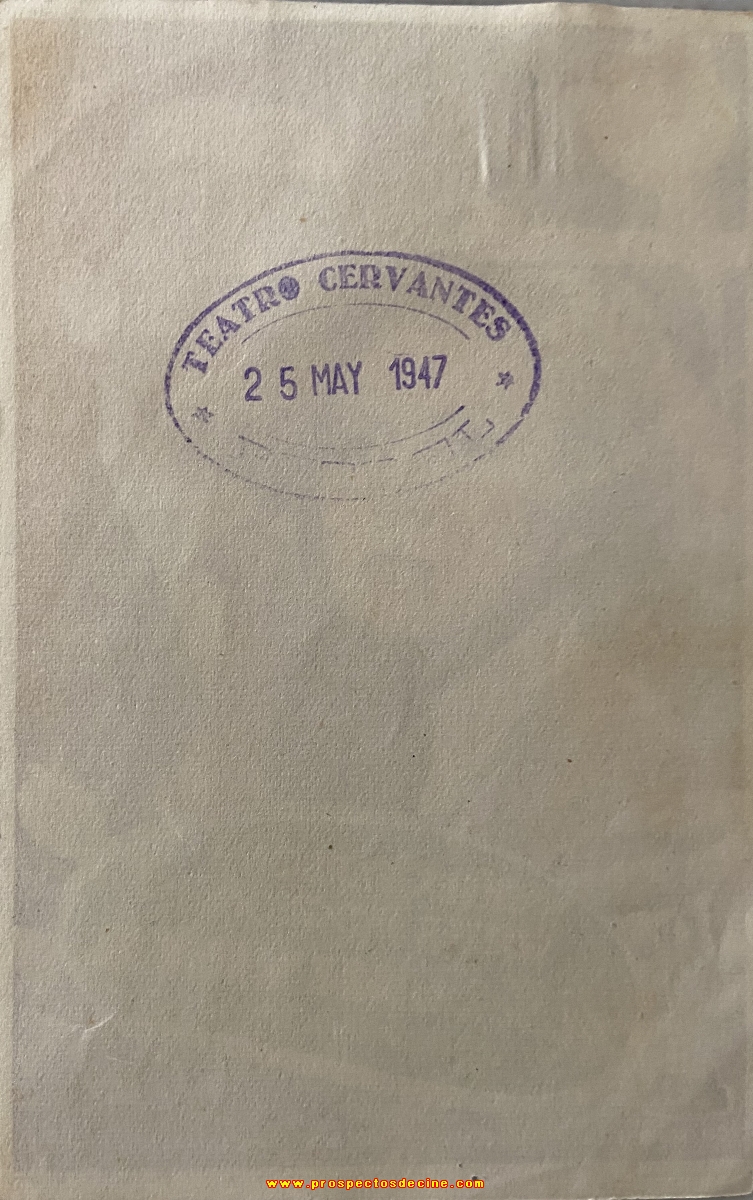 TEATRO CERVANTES
25 MAY 1947
www.prospectosdecine.com